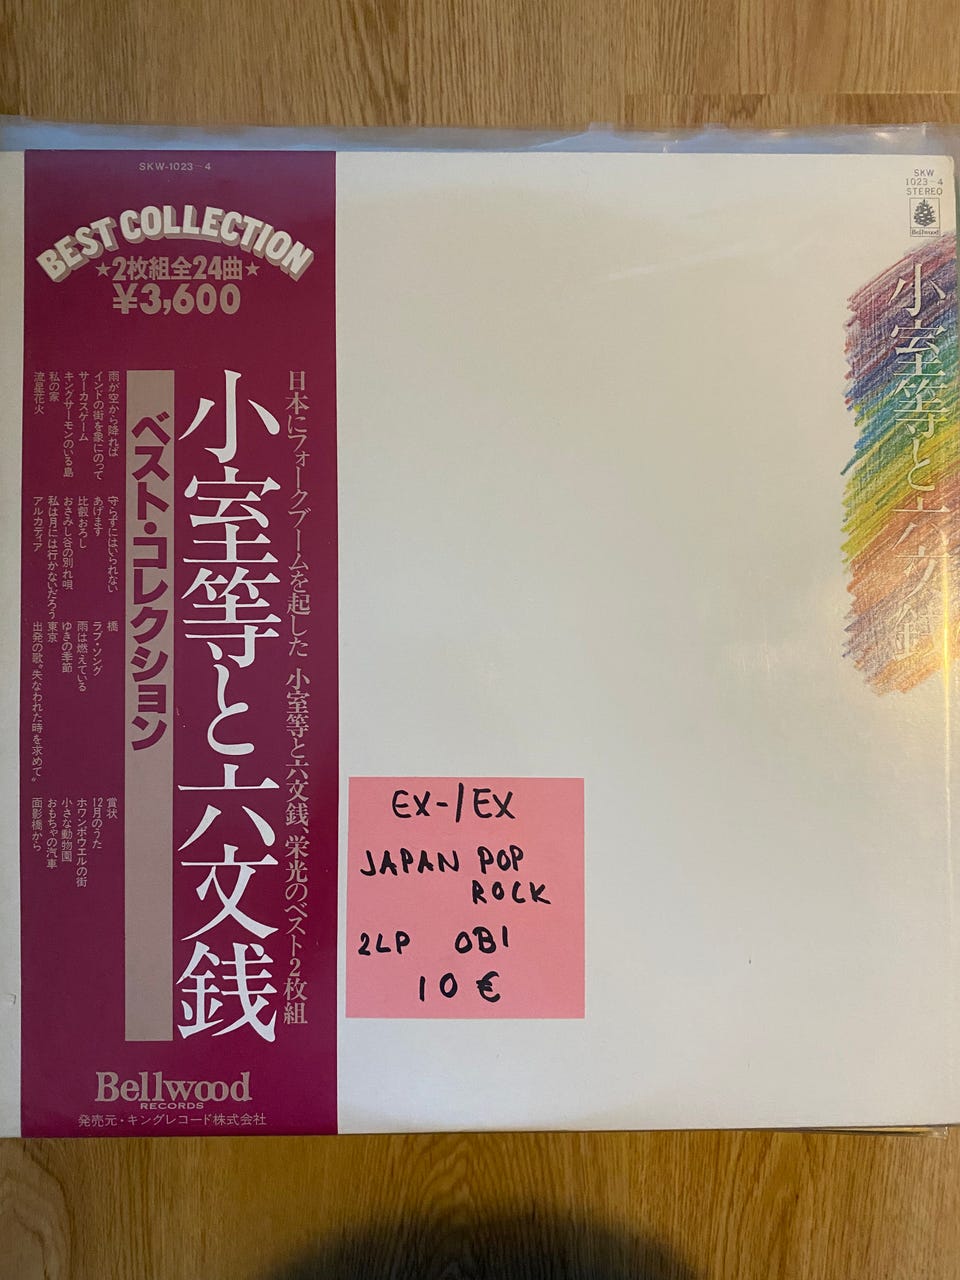 SKW-1023~4
BEST COLLECTION
★2枚組全24曲★
¥3,600
日本にフォークブームを起した 小室等と六文銭、栄光のベスト2枚組
小室等と六文銭
ベスト・コレクション
雨が空から降れば
インドの街を象にのって
サーカスゲーム
キングサーモンのいる島
私の家
流星花火
守らずにはいられない
あげます
比叡おろし
おさみし谷の別れ唄
私は月には行かないだろう
アルカディア
橋
ラブ・ソング
雨は燃えている
ゆきの季節
東京
出発の歌"失なわれた時を求めて"
賞状
12月のうた
ホワンポウエルの街
小さな動物園
おもちゃの汽車
面影橋から
Bellwood
RECORDS
発売元・キングレコード株式会社
SKW
1023~4
STEREO
Bellwood
小室等と六文銭
EX-/EX
JAPAN POP
ROCK
2LP OBI
10 €